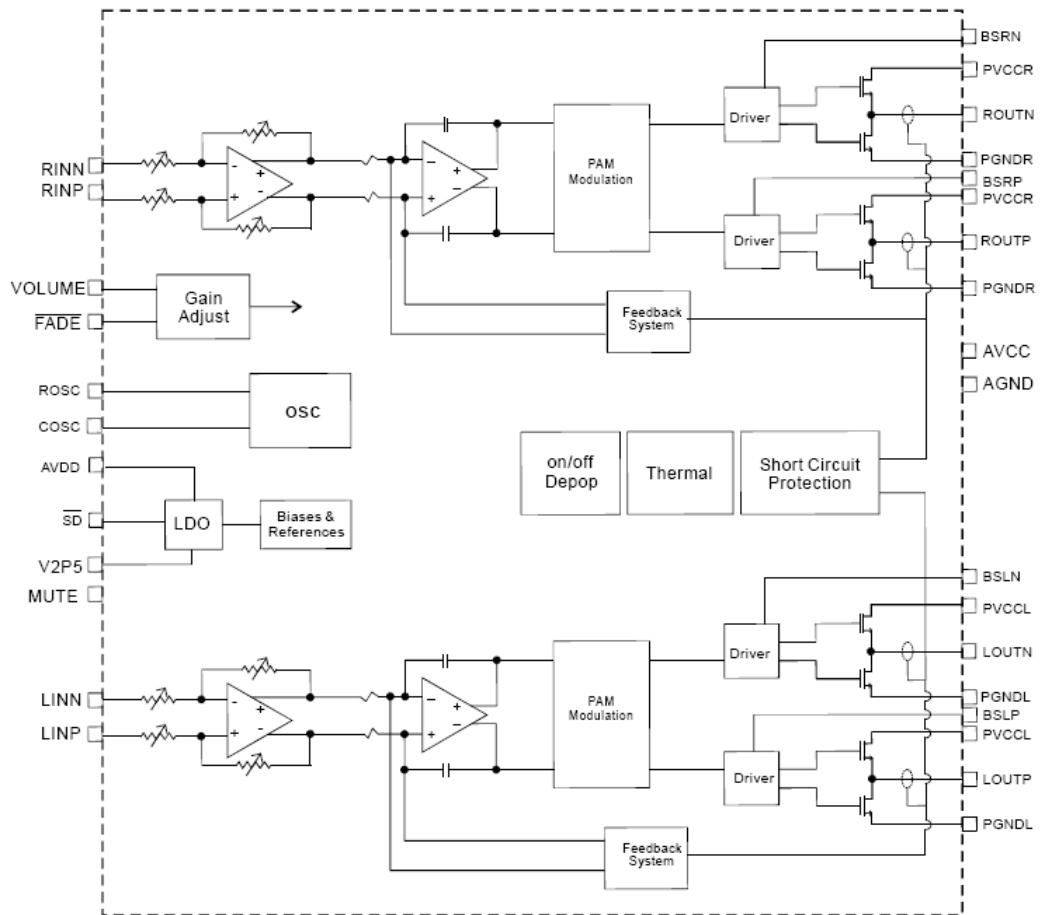 BSRN
PVCCR
Driver
ROUTN
PAM
Modulation
RINN
PGNDR
RINP
BSRP
PVCCR
Driver
ROUTP
VOLUME
Gain
Adjust
PGNDR
FADE
Feedback
System
AVCC
ROSC
OSC
AGND
COSC
AVDD
on/off
Depop
Thermal
Short Circuit
Protection
SD
LDO
Biases &
References
V2P5
BSLN
MUTE
PVCCL
Driver
LOUTN
PAM
Modulation
LINN
PGNDL
BSLP
LINP
PVCCL
Driver
LOUTP
PGNDL
Feedback
System
- + + -
- + + -
- + + -
- + + -